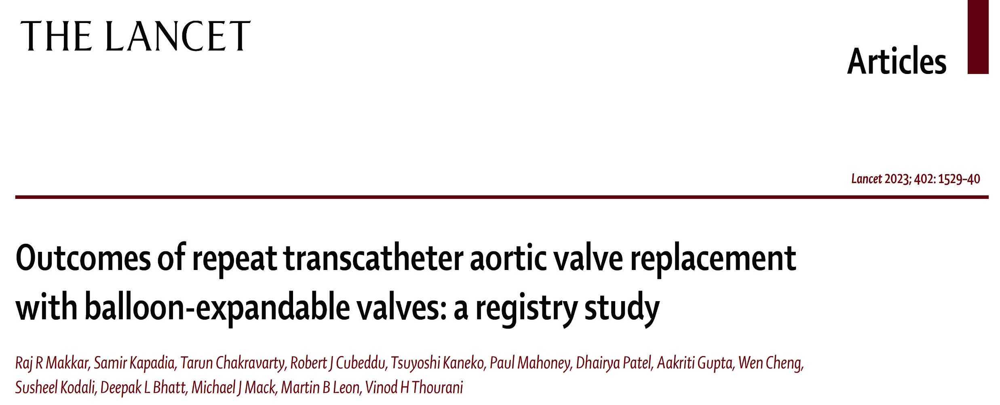 THE LANCET
Articles
Lancet 2023; 402: 1529–40
Outcomes of repeat transcatheter aortic valve replacement
with balloon-expandable valves: a registry study
Raj R Makkar, Samir Kapadia, Tarun Chakravarty, Robert J Cubeddu, Tsuyoshi Kaneko, Paul Mahoney, Dhairya Patel, Aakriti Gupta, Wen Cheng,
Susheel Kodali, Deepak L Bhatt, Michael J Mack, Martin B Leon, Vinod H Thourani